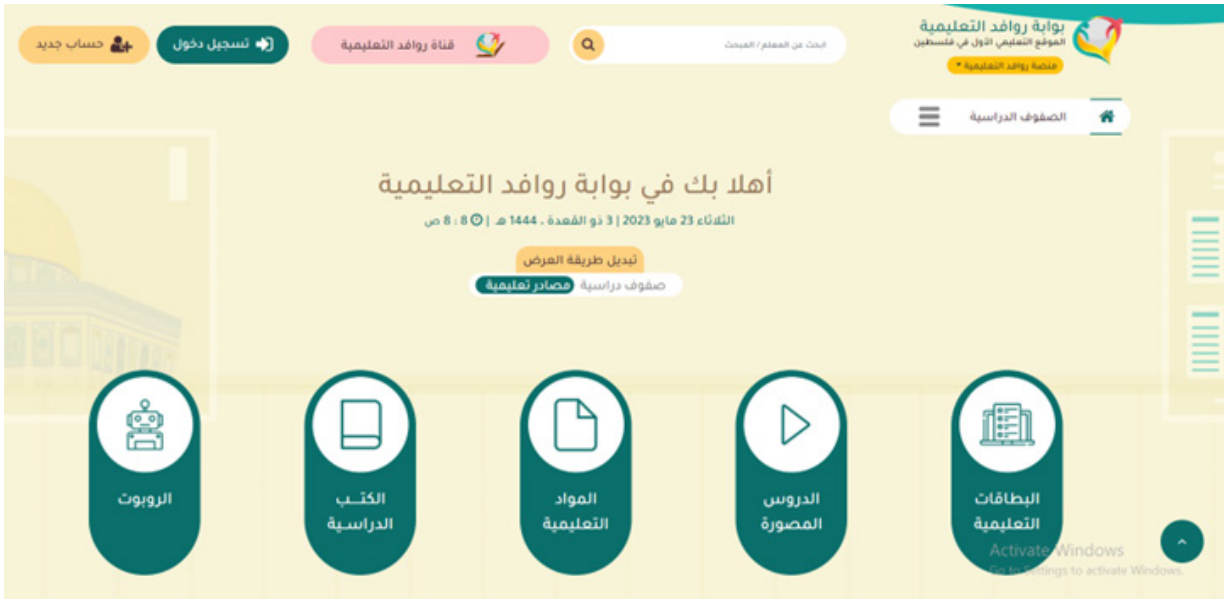 بوابة روافد التعليمية
الموقع التعليمي الأول في فلسطين
منصة روافد التعليمية
ابحث عن المعلم / المبحث
قناة روافد التعليمية
تسجيل دخول
حساب جديد
الصفوف الدراسية
أهلا بك في بوابة روافد التعليمية
الثلاثاء 23 مايو 2023 | 3 ذو القعدة ، 1444 هـ | 8 : 8 ص
تبديل طريقة العرض
صفوف دراسية مصادر تعليمية
البطاقات
التعليمية
الدروس
المصورة
المواد
التعليمية
الكتــب
الدراسـية
الروبوت
Activate Windows
Go to Settings to activate Windows.